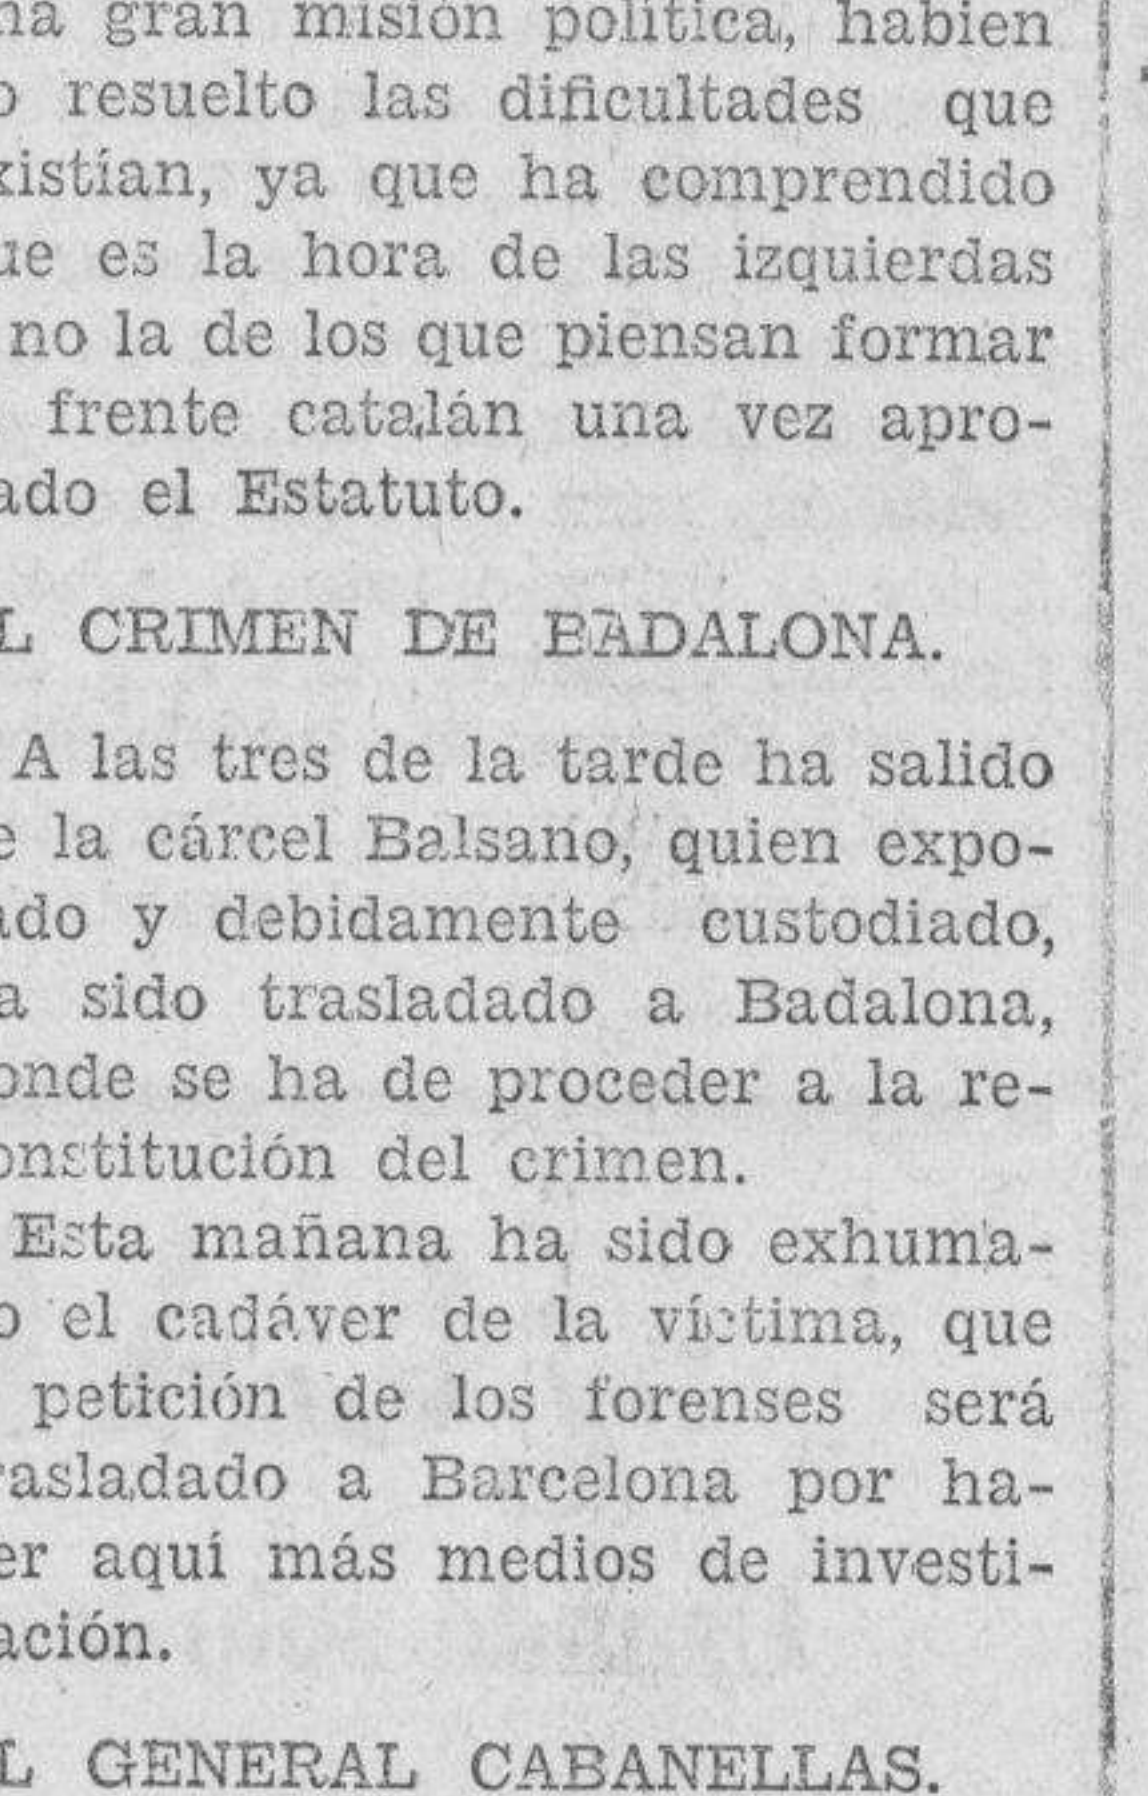 na gran misión política, habien
o resuelto las dificultades que
xistían, ya que ha comprendido
ue es la hora de las izquierdas
no la de los que piensan formar
frente catalán una vez apro-
ado el Estatuto.
L CRIMEN DE BADALONA.
A las tres de la tarde ha salido
e la cárcel Balsano, quien expo-
ado y debidamente custodiado,
a sido trasladado a Badalona,
onde se ha de proceder a la re-
onstitución del crimen.
Esta mañana ha sido exhuma-
o el cadáver de la víctima, que
petición de los forenses será
rasladado a Barcelona por ha-
er aquí más medios de investi-
ación.
L GENERAL CABANELLAS.